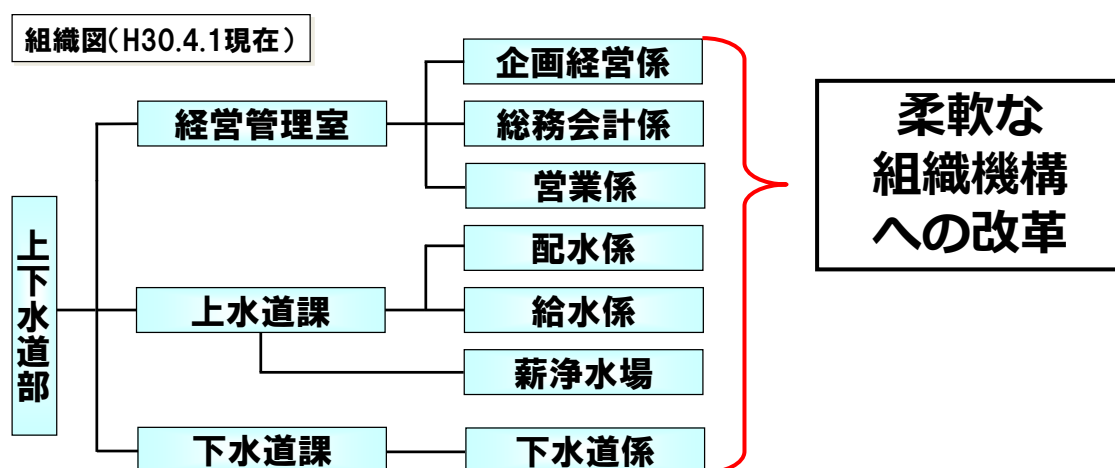 組織図（H30.4.1現在）
上下水道部
経営管理室
企画経営係
総務会計係
営業係
上水道課
配水係
給水係
薪浄水場
下水道課
下水道係
柔軟な
組織機構
への改革